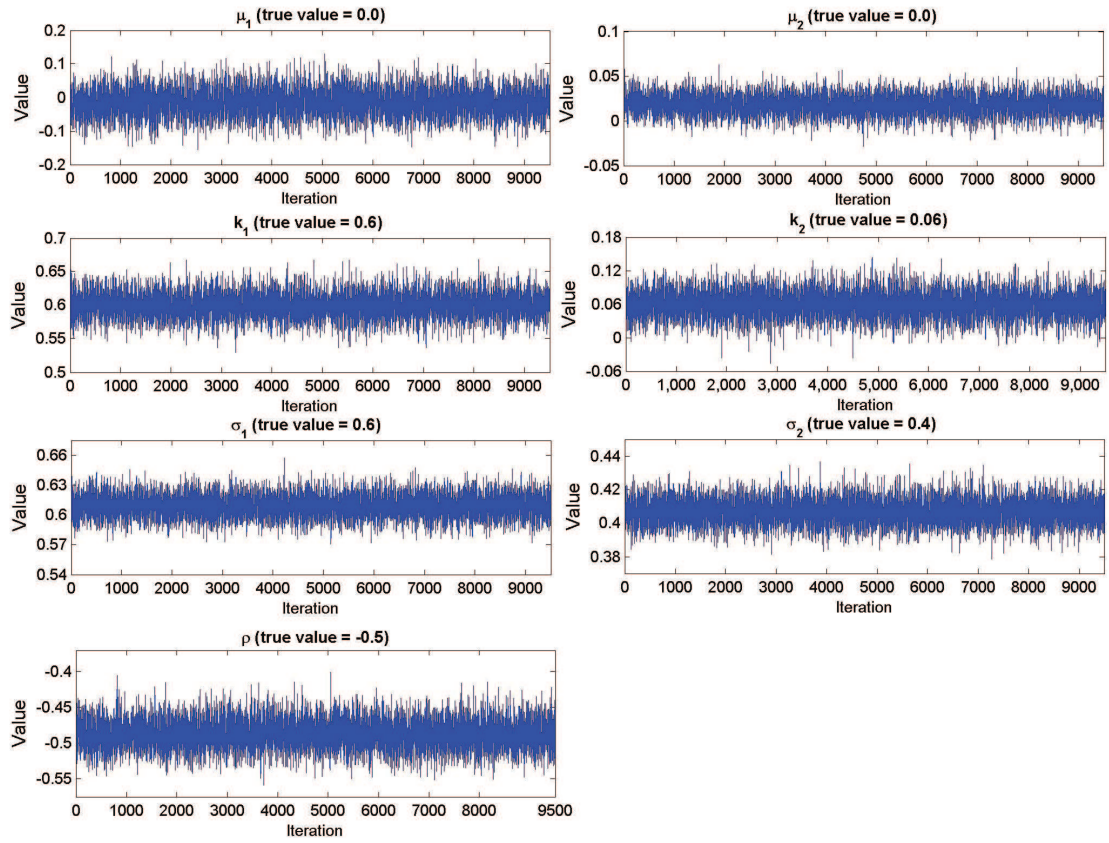 μ1 (true value = 0.0)
0.2
0.1
0
-0.1
-0.2
Value
0 1000 2000 3000 4000 5000 6000 7000 8000 9000
Iteration
μ2 (true value = 0.0)
0.1
0.05
0
-0.05
Value
0 1000 2000 3000 4000 5000 6000 7000 8000 9000
Iteration
k1 (true value = 0.6)
0.7
0.65
0.6
0.55
0.5
Value
0 1000 2000 3000 4000 5000 6000 7000 8000 9000
Iteration
k2 (true value = 0.06)
0.18
0.12
0.06
0
-0.06
Value
0 1,000 2,000 3,000 4,000 5,000 6,000 7,000 8,000 9,000
Iteration
σ1 (true value = 0.6)
0.66
0.63
0.6
0.57
0.54
Value
0 1000 2000 3000 4000 5000 6000 7000 8000 9000
Iteration
σ2 (true value = 0.4)
0.44
0.42
0.4
0.38
Value
0 1000 2000 3000 4000 5000 6000 7000 8000 9000
Iteration
ρ (true value = -0.5)
-0.4
-0.45
-0.5
-0.55
Value
0 1000 2000 3000 4000 5000 6000 7000 8000 9500
Iteration